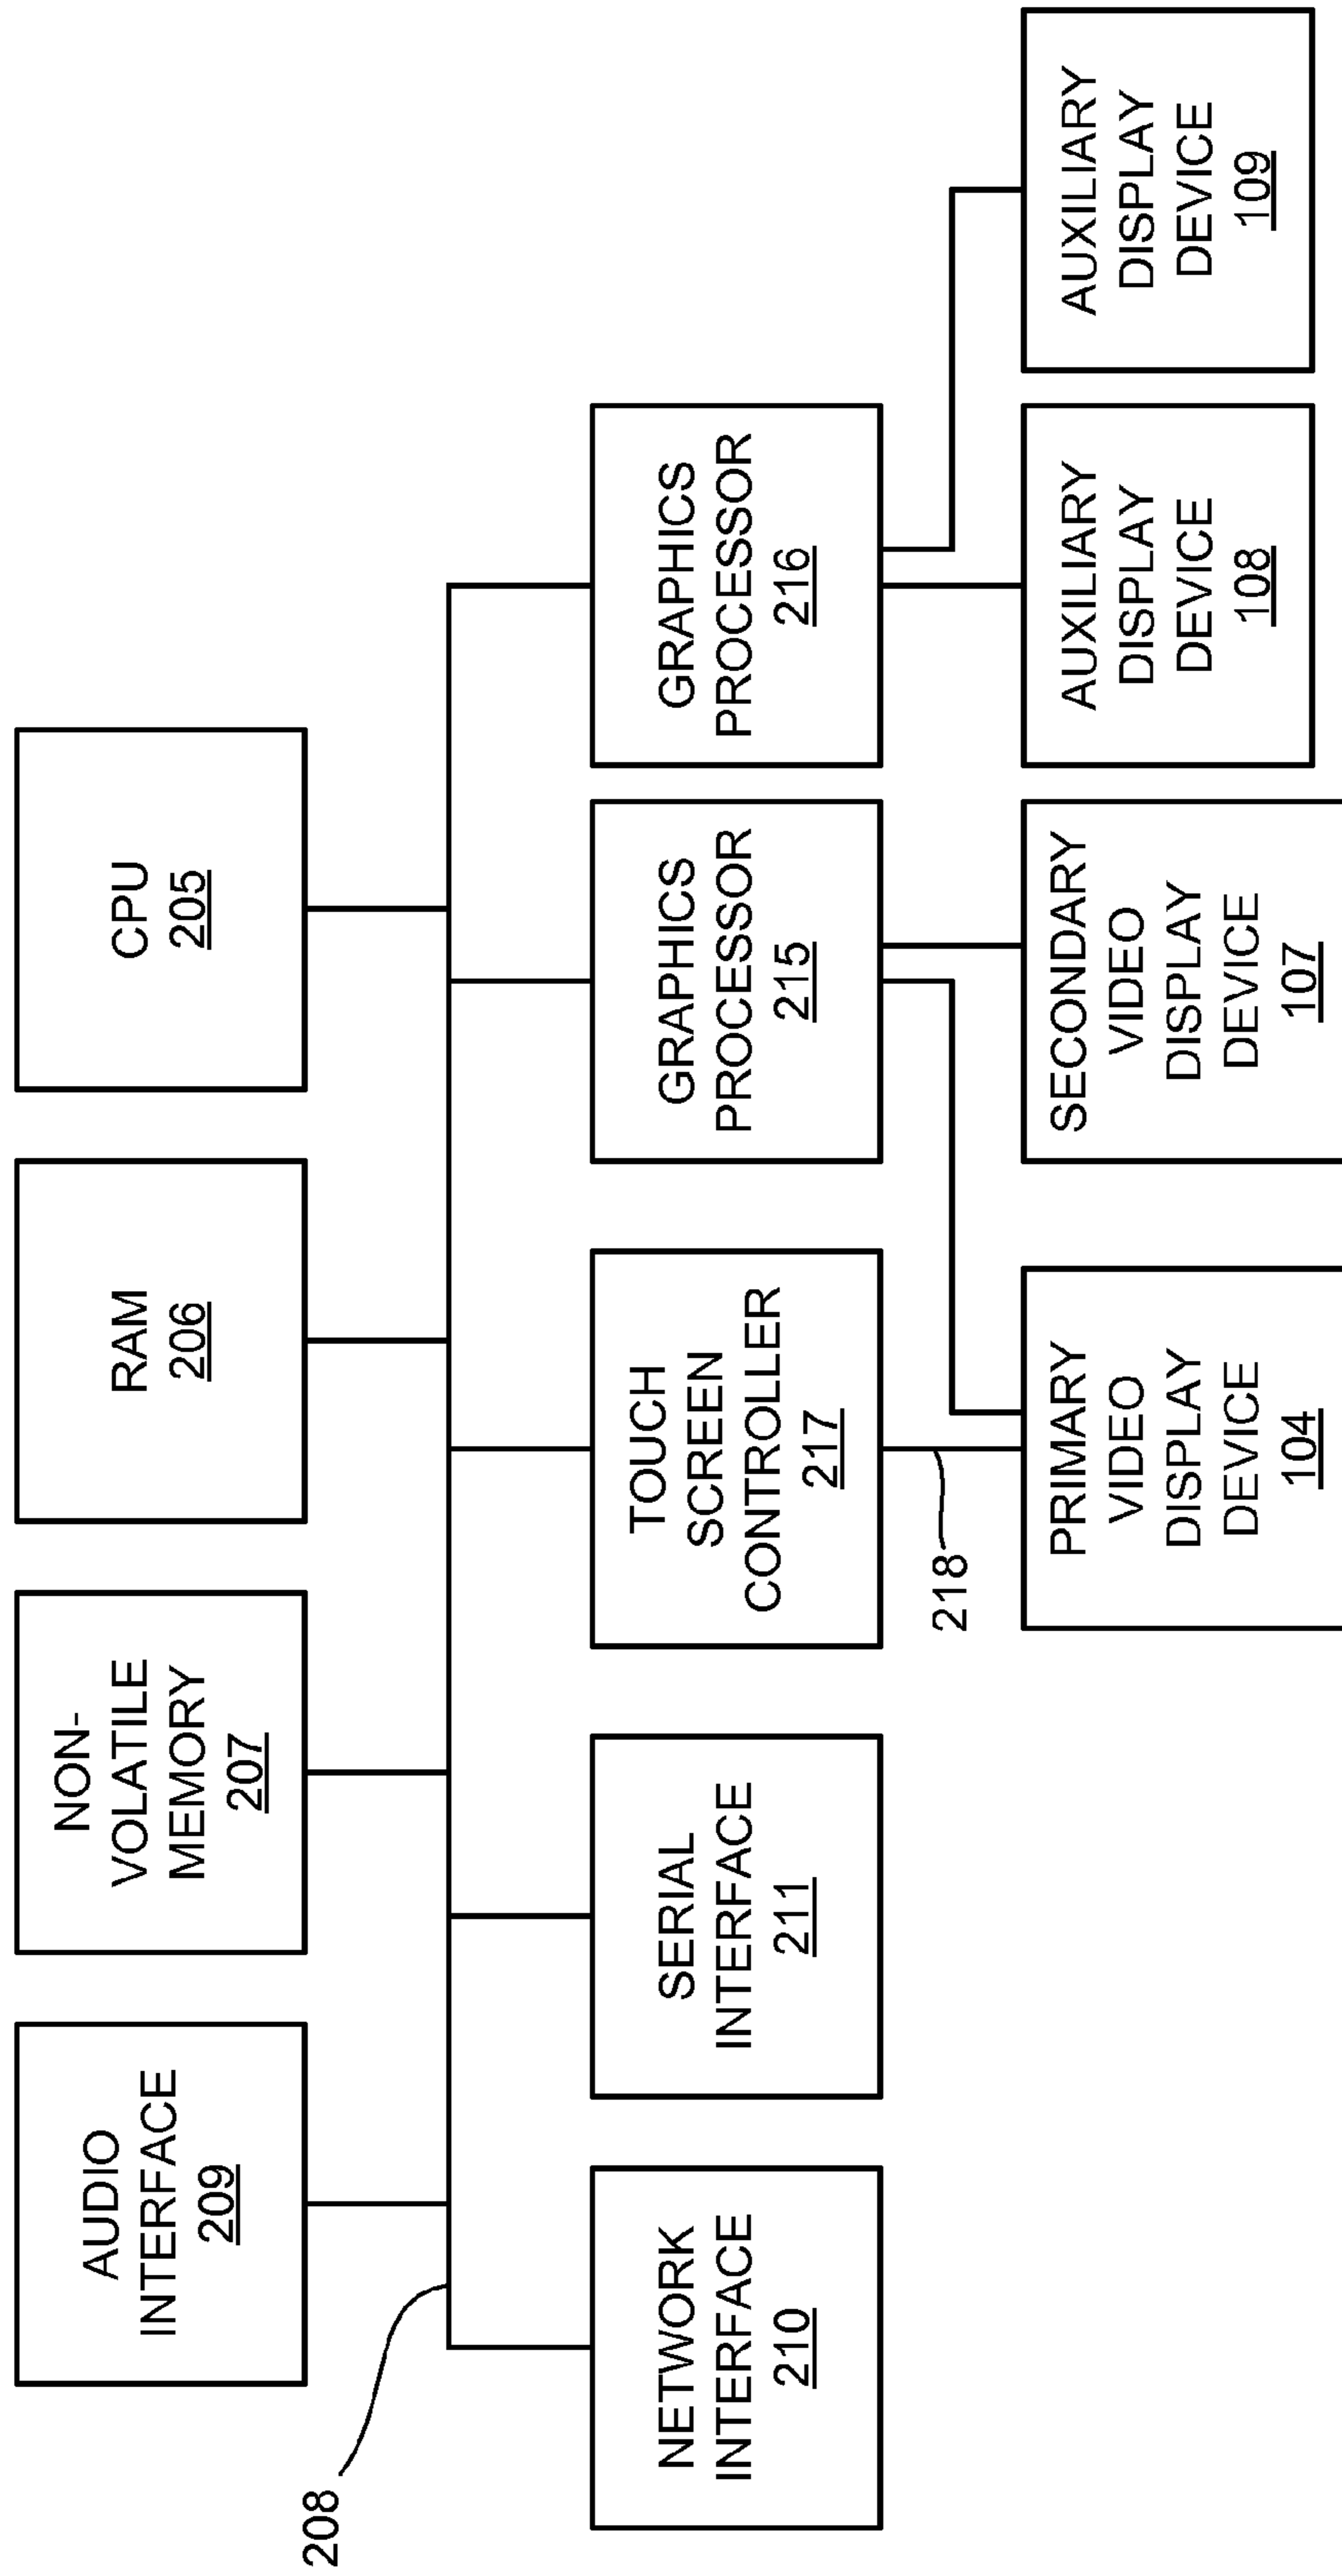 AUDIO
INTERFACE
209
NON-
VOLATILE
MEMORY
207
RAM
206
CPU
205
208
NETWORK
INTERFACE
210
SERIAL
INTERFACE
211
TOUCH
SCREEN
CONTROLLER
217
GRAPHICS
PROCESSOR
215
GRAPHICS
PROCESSOR
216
218
PRIMARY
VIDEO
DISPLAY
DEVICE
104
SECONDARY
VIDEO
DISPLAY
DEVICE
107
AUXILIARY
DISPLAY
DEVICE
108
AUXILIARY
DISPLAY
DEVICE
109